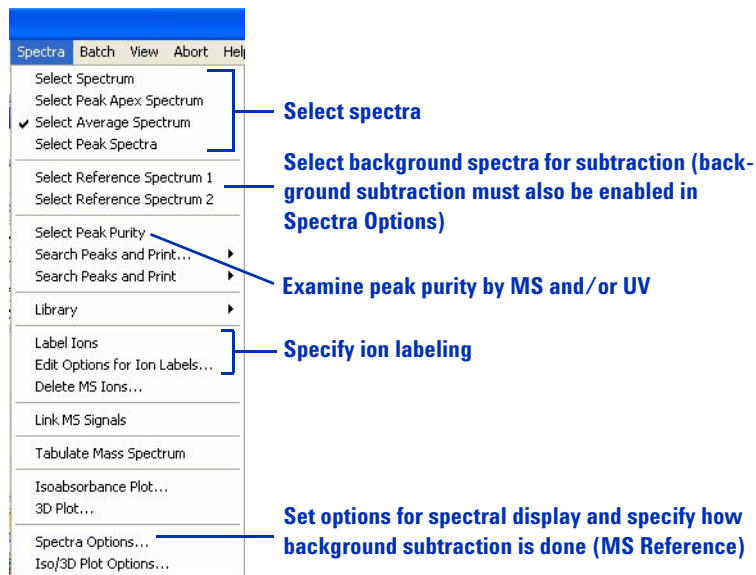 Spectra Batch View Abort Hel
Select Spectrum
Select Peak Apex Spectrum
Select Average Spectrum
Select Peak Spectra
Select spectra
Select Reference Spectrum 1
Select Reference Spectrum 2
Select background spectra for subtraction (back-
ground subtraction must also be enabled in
Spectra Options)
Select Peak Purity
Search Peaks and Print...
Search Peaks and Print
Examine peak purity by MS and/or UV
Library
Label Ions
Edit Options for Ion Labels...
Delete MS Ions...
Specify ion labeling
Link MS Signals
Tabulate Mass Spectrum
Isoabsorbance Plot...
3D Plot...
Spectra Options...
Iso/3D Plot Options...
Set options for spectral display and specify how
background subtraction is done (MS Reference)